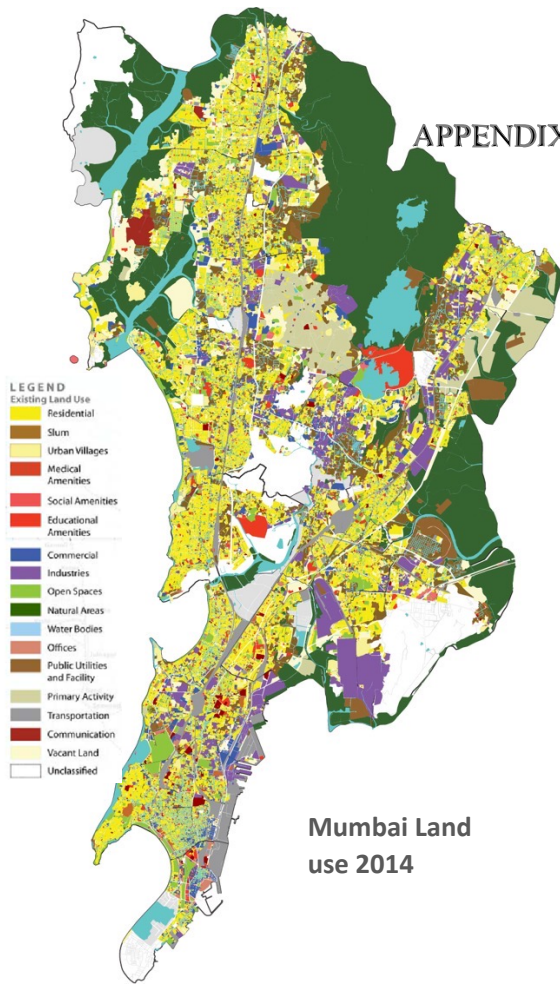 APPENDIX
LEGEND
Existing Land Use
Residential
Slum
Urban Villages
Medical
Amenities
Social Amenities
Educational
Amenities
Commercial
Industries
Open Spaces
Natural Areas
Water Bodies
Offices
Public Utilities
and Facility
Primary Activity
Transportation
Communication
Vacant Land
Unclassified
Mumbai Land
use 2014